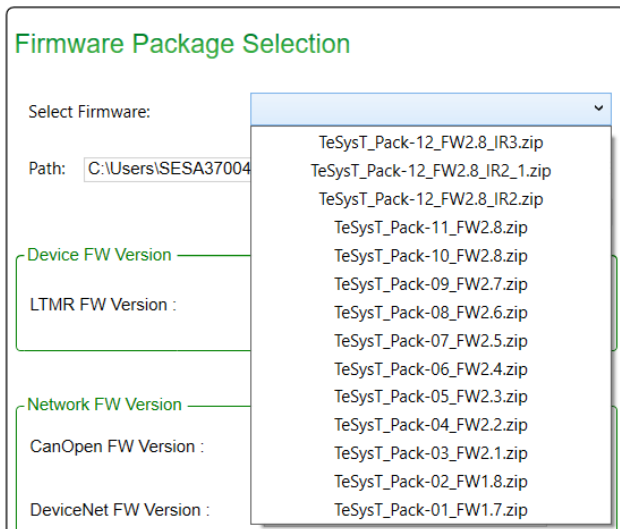 Firmware Package Selection
Select Firmware:
TeSysT_Pack-12_FW2.8_IR3.zip
TeSysT_Pack-12_FW2.8_IR2_1.zip
Path: C:\Users\SESA37004
TeSysT_Pack-12_FW2.8_IR2.zip
TeSysT_Pack-11_FW2.8.zip
Device FW Version
TeSysT_Pack-10_FW2.8.zip
TeSysT_Pack-09_FW2.7.zip
LTMR FW Version :
TeSysT_Pack-08_FW2.6.zip
TeSysT_Pack-07_FW2.5.zip
TeSysT_Pack-06_FW2.4.zip
TeSysT_Pack-05_FW2.3.zip
Network FW Version
TeSysT_Pack-04_FW2.2.zip
CanOpen FW Version :
TeSysT_Pack-03_FW2.1.zip
TeSysT_Pack-02_FW1.8.zip
DeviceNet FW Version :
TeSysT_Pack-01_FW1.7.zip